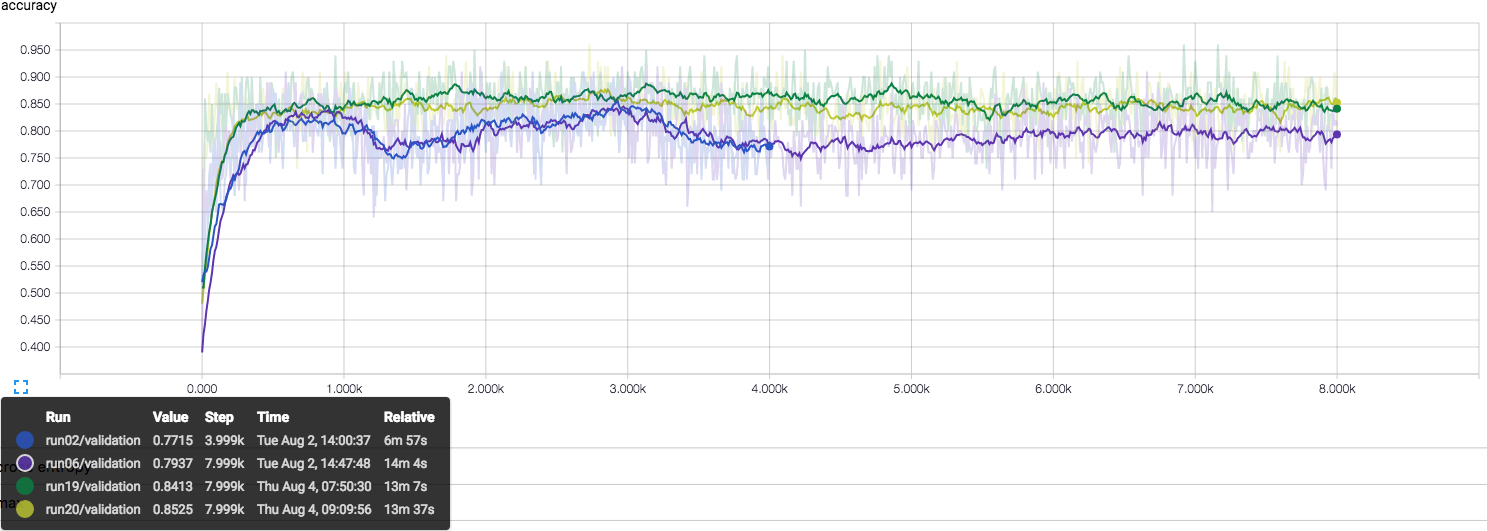 accuracy
0.950
0.900
0.850
0.800
0.750
0.700
0.650
0.600
0.550
0.500
0.450
0.400
0.000 1.000k 2.000k 3.000k 4.000k 5.000k 6.000k 7.000k 8.000k
Run Value Step Time Relative
run02/validation 0.7715 3.999k Tue Aug 2, 14:00:37 6m 57s
run06/validation 0.7937 7.999k Tue Aug 2, 14:47:48 14m 4s
run19/validation 0.8413 7.999k Thu Aug 4, 07:50:30 13m 7s
run20/validation 0.8525 7.999k Thu Aug 4, 09:09:56 13m 37s